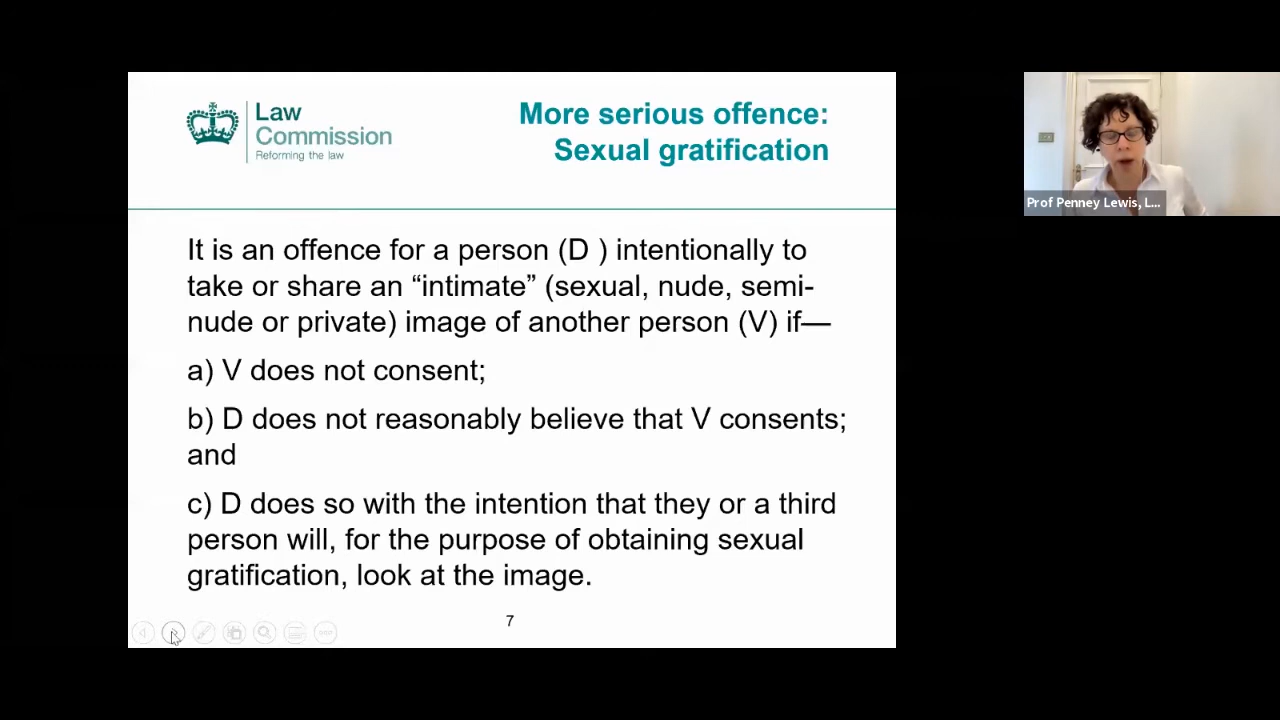 Law
Commission
Reforming the law
More serious offence:
Sexual gratification
It is an offence for a person (D ) intentionally to
take or share an “intimate” (sexual, nude, semi-
nude or private) image of another person (V) if—
a) V does not consent;
b) D does not reasonably believe that V consents;
and
c) D does so with the intention that they or a third
person will, for the purpose of obtaining sexual
gratification, look at the image.
7
Prof Penney Lewis, L...